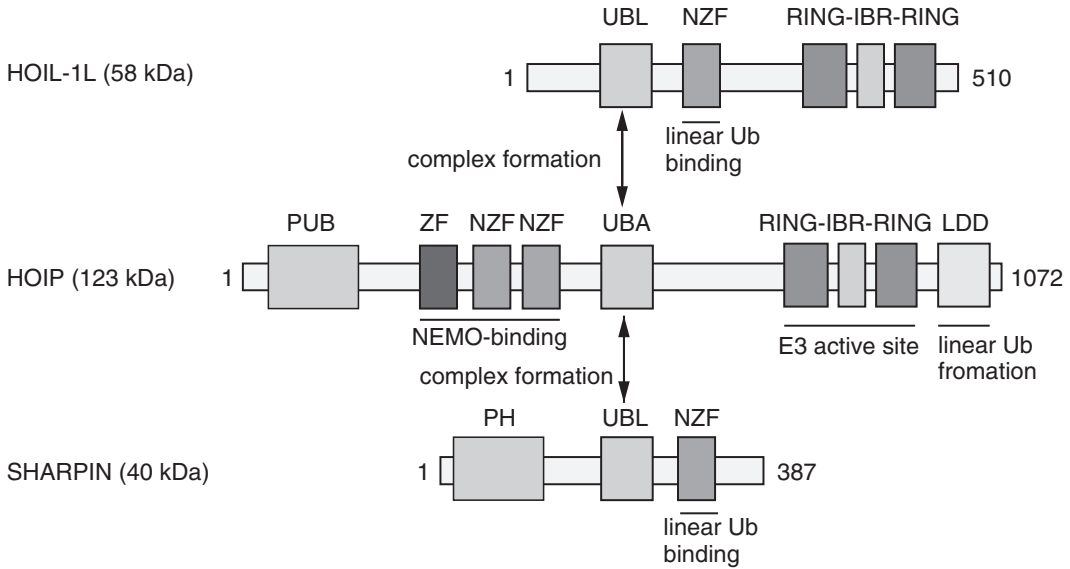 UBL NZF RING-IBR-RING
HOIL-1L (58 kDa) 1 510
linear Ub
binding
complex formation
PUB ZF NZF NZF UBA RING-IBR-RING LDD
HOIP (123 kDa) 1 1072
NEMO-binding E3 active site linear Ub
fromation
complex formation
PH UBL NZF
SHARPIN (40 kDa) 1 387
linear Ub
binding